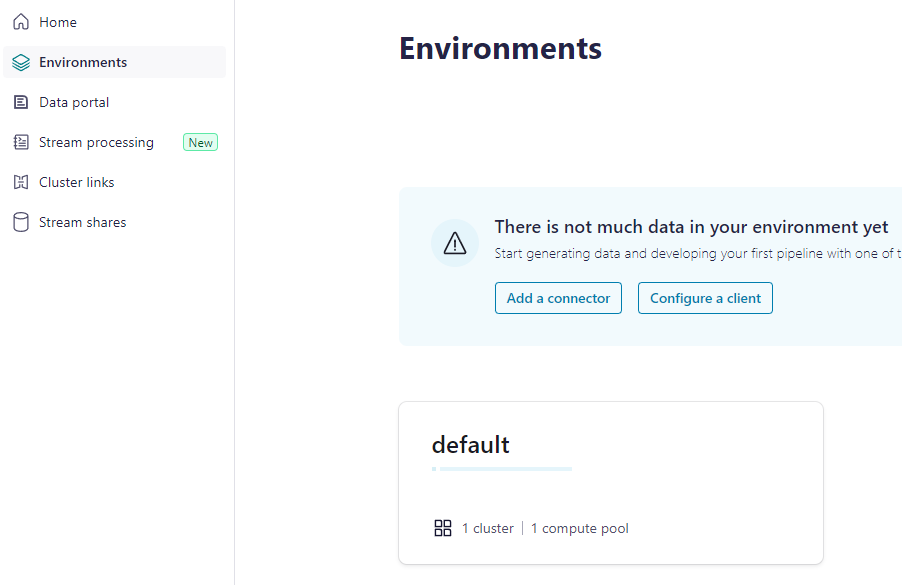 Home
Environments
Data portal
Stream processing New
Cluster links
Stream shares
Environments
There is not much data in your environment yet
Start generating data and developing your first pipeline with one of
Add a connector Configure a client
default
1 cluster | 1 compute pool